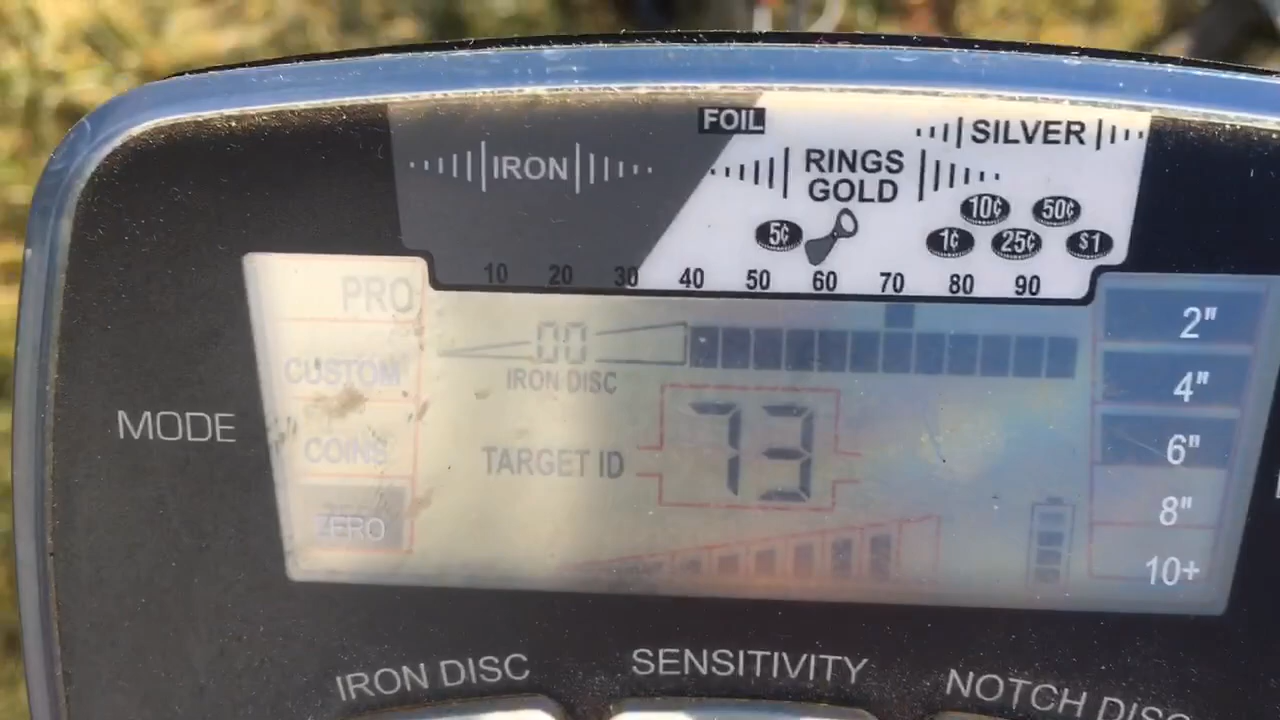 FOIL
SILVER
IRON
RINGS
GOLD
10¢ 50¢
5¢ 1¢ 25¢ $1
10 20 30 40 50 60 70 80 90
PRO
2"
00
CUSTOM
IRON DISC
4"
MODE
COINS
TARGET ID
73
6"
ZERO
8"
10+
IRON DISC
SENSITIVITY
NOTCH DISC